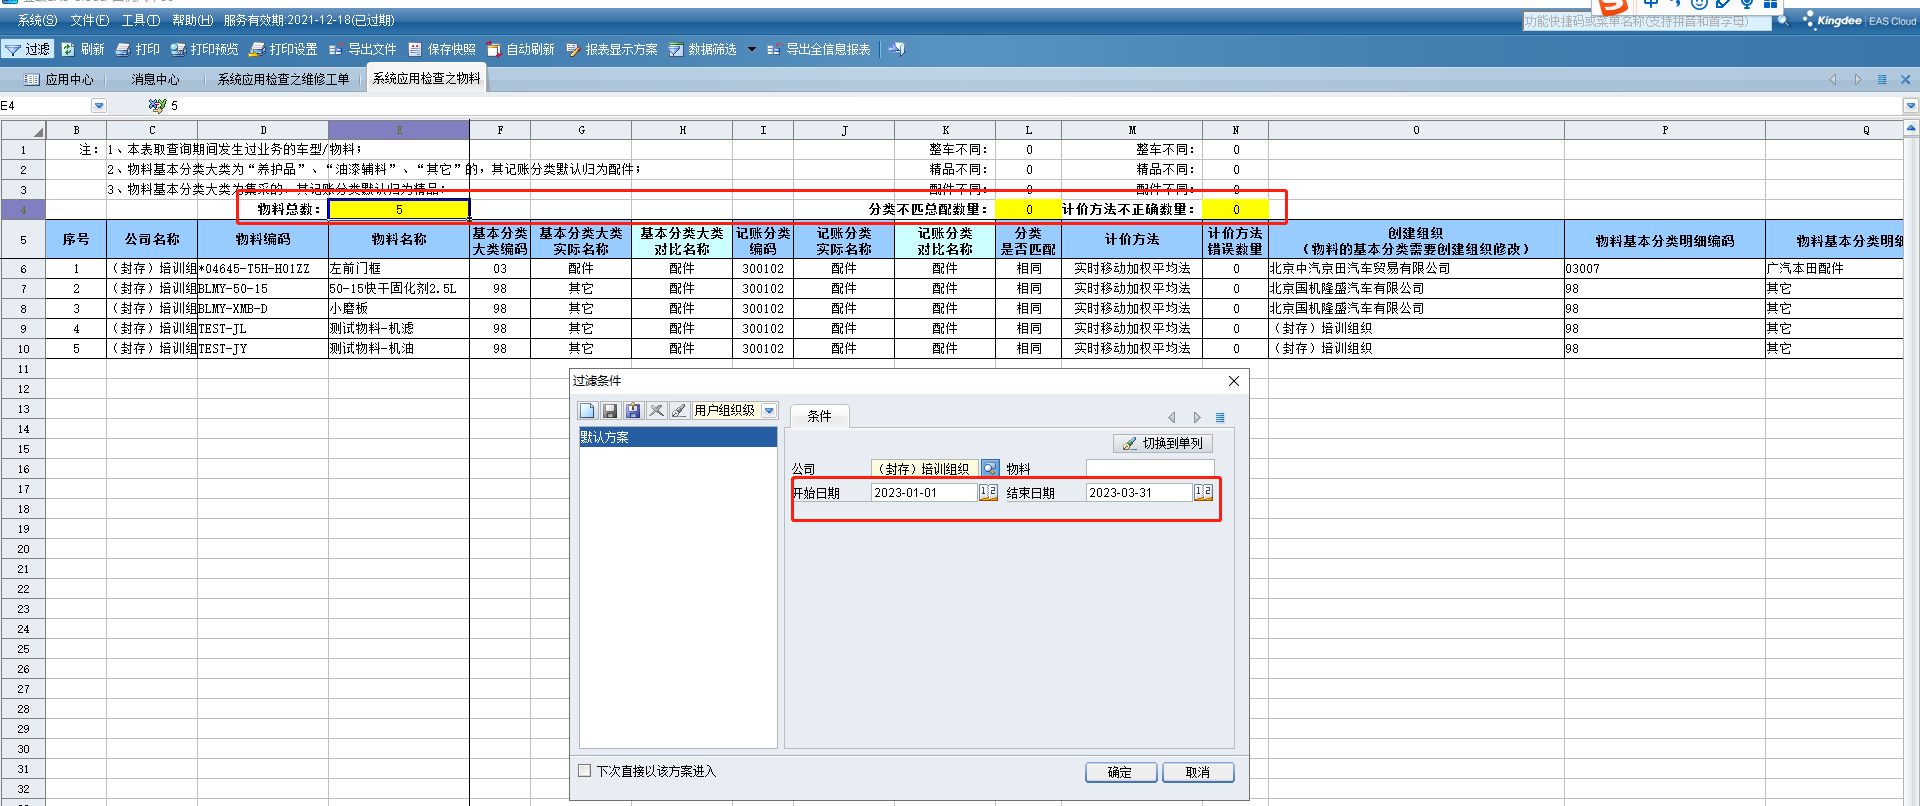 系统(S) 文件(F) 工具(T) 帮助(H) 服务有效期:2021-12-18(已过期)
功能快捷码或菜单名称(支持拼音和首字母)
Kingdee EAS Cloud
过滤 刷新 打印 打印预览 打印设置 导出文件 保存快照 自动刷新 报表显示方案 数据筛选 导出全信息报表
应用中心 消息中心 系统应用检查之维修工单 系统应用检查之物料
E4 5
B C D E F G H I J K L M N O P Q
1 注: 1、本表取查询期间发生过业务的车型/物料; 整车不同: 0 整车不同: 0
2 2、物料基本分类大类为“养护品”、“油漆辅料”、“其它”的,其记账分类默认归为配件; 精品不同: 0 精品不同: 0
3 3、物料基本分类大类为集采的,其记账分类默认归为精品; 配件不同: 0 配件不同: 0
4 物料总数: 5 分类不匹总配数量: 0 计价方法不正确数量: 0
5 序号 公司名称 物料编码 物料名称 基本分类大类编码 基本分类大类实际名称 基本分类大类对比名称 记账分类编码 记账分类实际名称 记账分类对比名称 分类是否匹配 计价方法 计价方法错误数量 创建组织(物料的基本分类需要创建组织修改) 物料基本分类明细编码 物料基本分类明细
6 1 (封存)培训组 *04645-T5H-H01ZZ 左前门框 03 配件 配件 300102 配件 配件 相同 实时移动加权平均法 0 北京中汽京田汽车贸易有限公司 03007 广汽本田配件
7 2 (封存)培训组 BLMY-50-15 50-15快干固化剂2.5L 98 其它 配件 300102 配件 配件 相同 实时移动加权平均法 0 北京国机隆盛汽车有限公司 98 其它
8 3 (封存)培训组 BLMY-XMB-D 小磨板 98 其它 配件 300102 配件 配件 相同 实时移动加权平均法 0 北京国机隆盛汽车有限公司 98 其它
9 4 (封存)培训组 TEST-JL 测试物料-机滤 98 其它 配件 300102 配件 配件 相同 实时移动加权平均法 0 (封存)培训组织 98 其它
10 5 (封存)培训组 TEST-JY 测试物料-机油 98 其它 配件 300102 配件 配件 相同 实时移动加权平均法 0 (封存)培训组织 98 其它
11
12
13
14
15
16
17
18
19
20
21
22
23
24
25
26
27
28
29
30
31
32
过滤条件
用户组织级
默认方案
条件
切换到单列
公司 (封存)培训组织 物料
开始日期 2023-01-01 结束日期 2023-03-31
下次直接以该方案进入
确定 取消